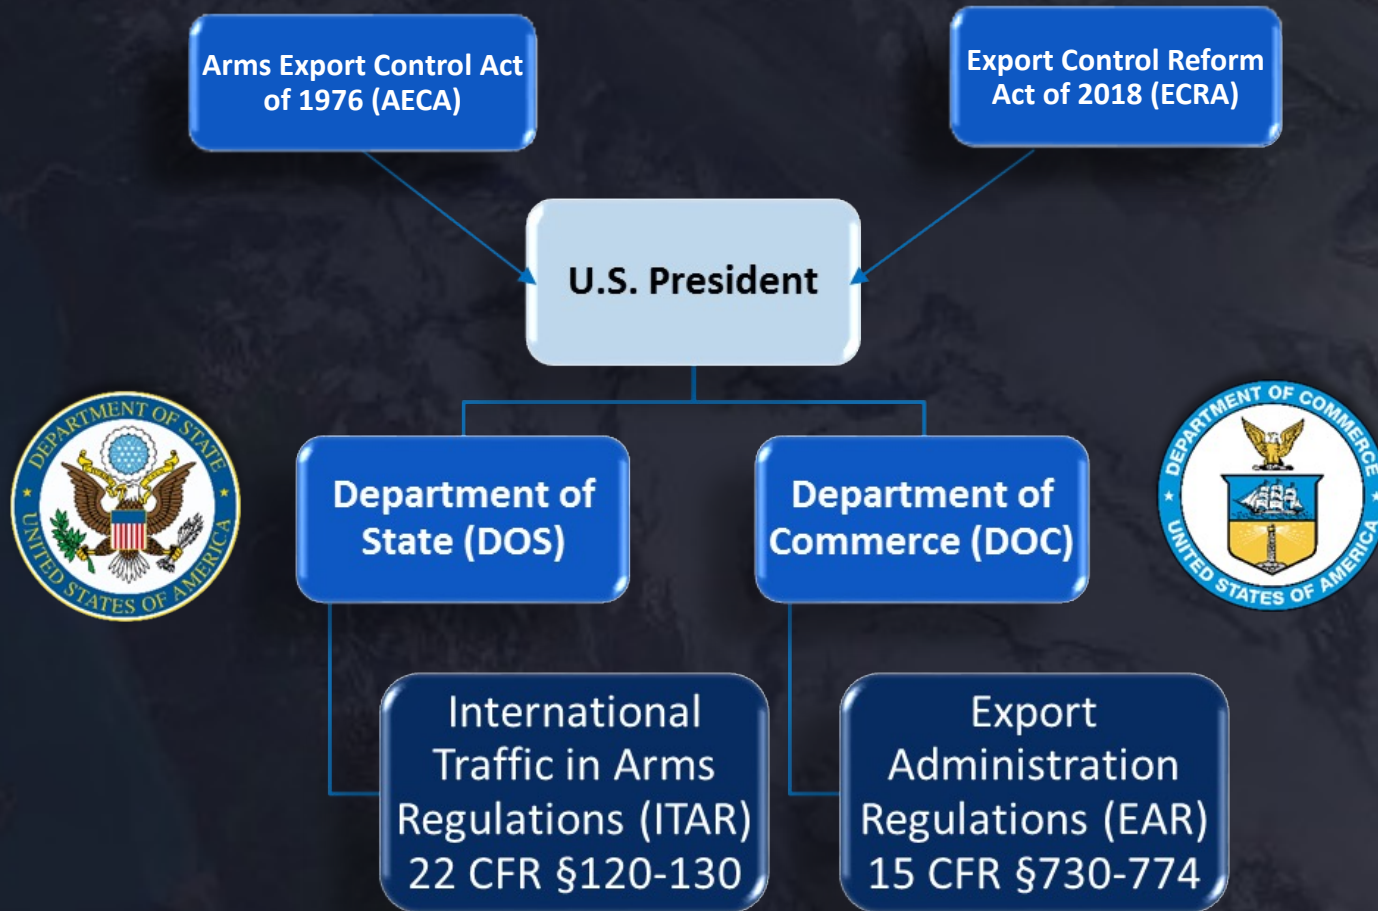 Arms Export Control Act
of 1976 (AECA)
Export Control Reform
Act of 2018 (ECRA)
U.S. President
DEPARTMENT OF STATE
UNITED STATES OF AMERICA
Department of
State (DOS)
Department of
Commerce (DOC)
DEPARTMENT OF COMMERCE
UNITED STATES OF AMERICA
International
Traffic in Arms
Regulations (ITAR)
22 CFR §120-130
Export
Administration
Regulations (EAR)
15 CFR §730-774